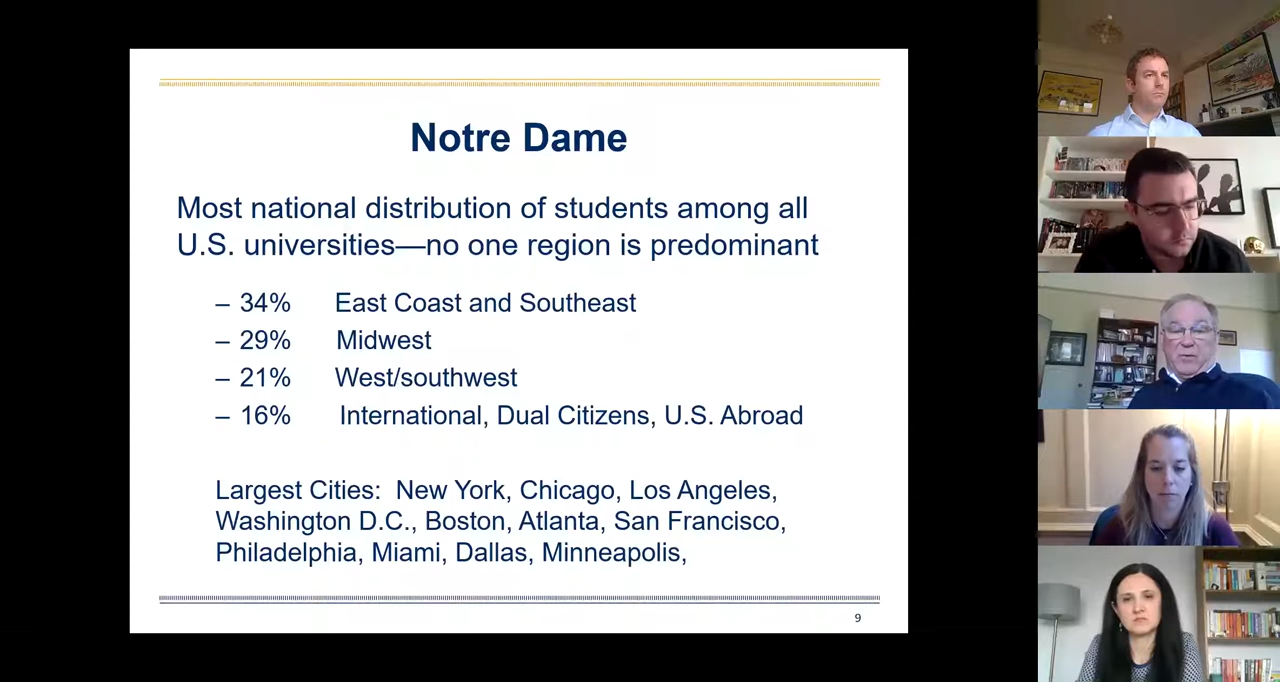 Notre Dame
Most national distribution of students among all
U.S. universities—no one region is predominant
– 34% East Coast and Southeast
– 29% Midwest
– 21% West/southwest
– 16% International, Dual Citizens, U.S. Abroad
Largest Cities: New York, Chicago, Los Angeles,
Washington D.C., Boston, Atlanta, San Francisco,
Philadelphia, Miami, Dallas, Minneapolis,
9